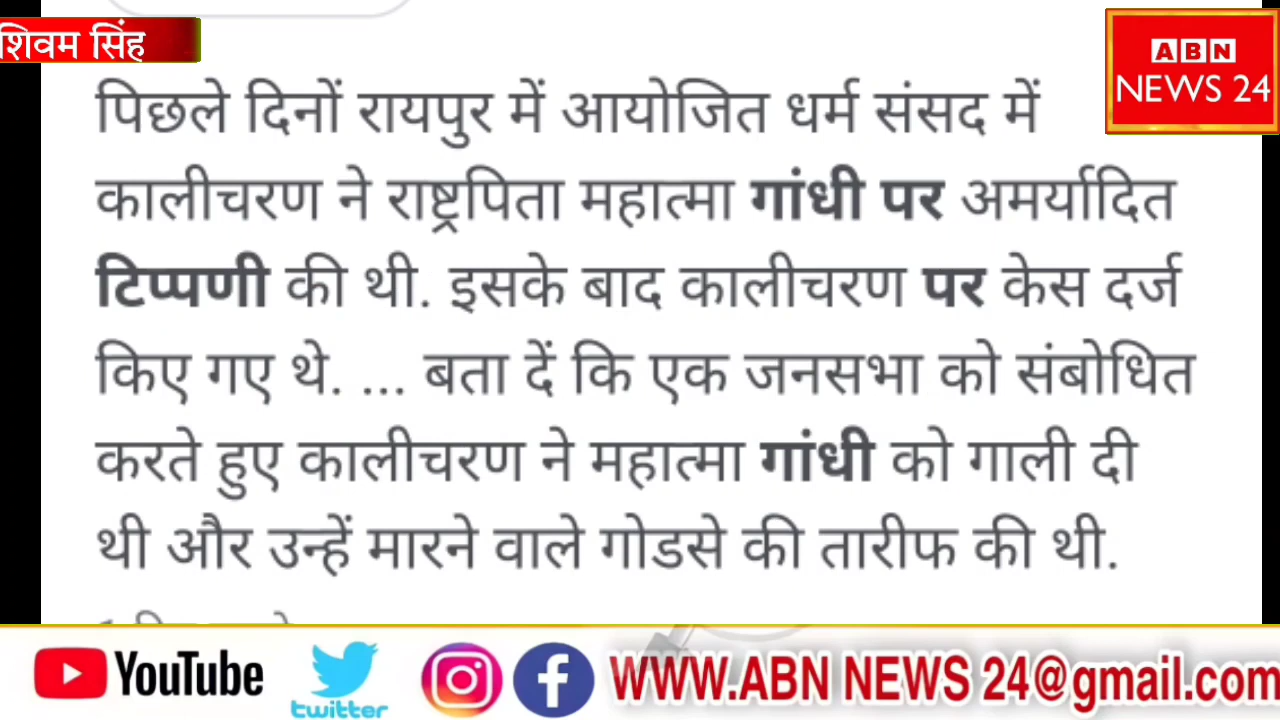 शिवम सिंह
ABN
NEWS 24
पिछले दिनों रायपुर में आयोजित धर्म संसद में
कालीचरण ने राष्ट्रपिता महात्मा गांधी पर अमर्यादित
टिप्पणी की थी. इसके बाद कालीचरण पर केस दर्ज
किए गए थे. ... बता दें कि एक जनसभा को संबोधित
करते हुए कालीचरण ने महात्मा गांधी को गाली दी
थी और उन्हें मारने वाले गोडसे की तारीफ की थी.
YouTube
twitter
WWW.ABN NEWS 24@gmail.com